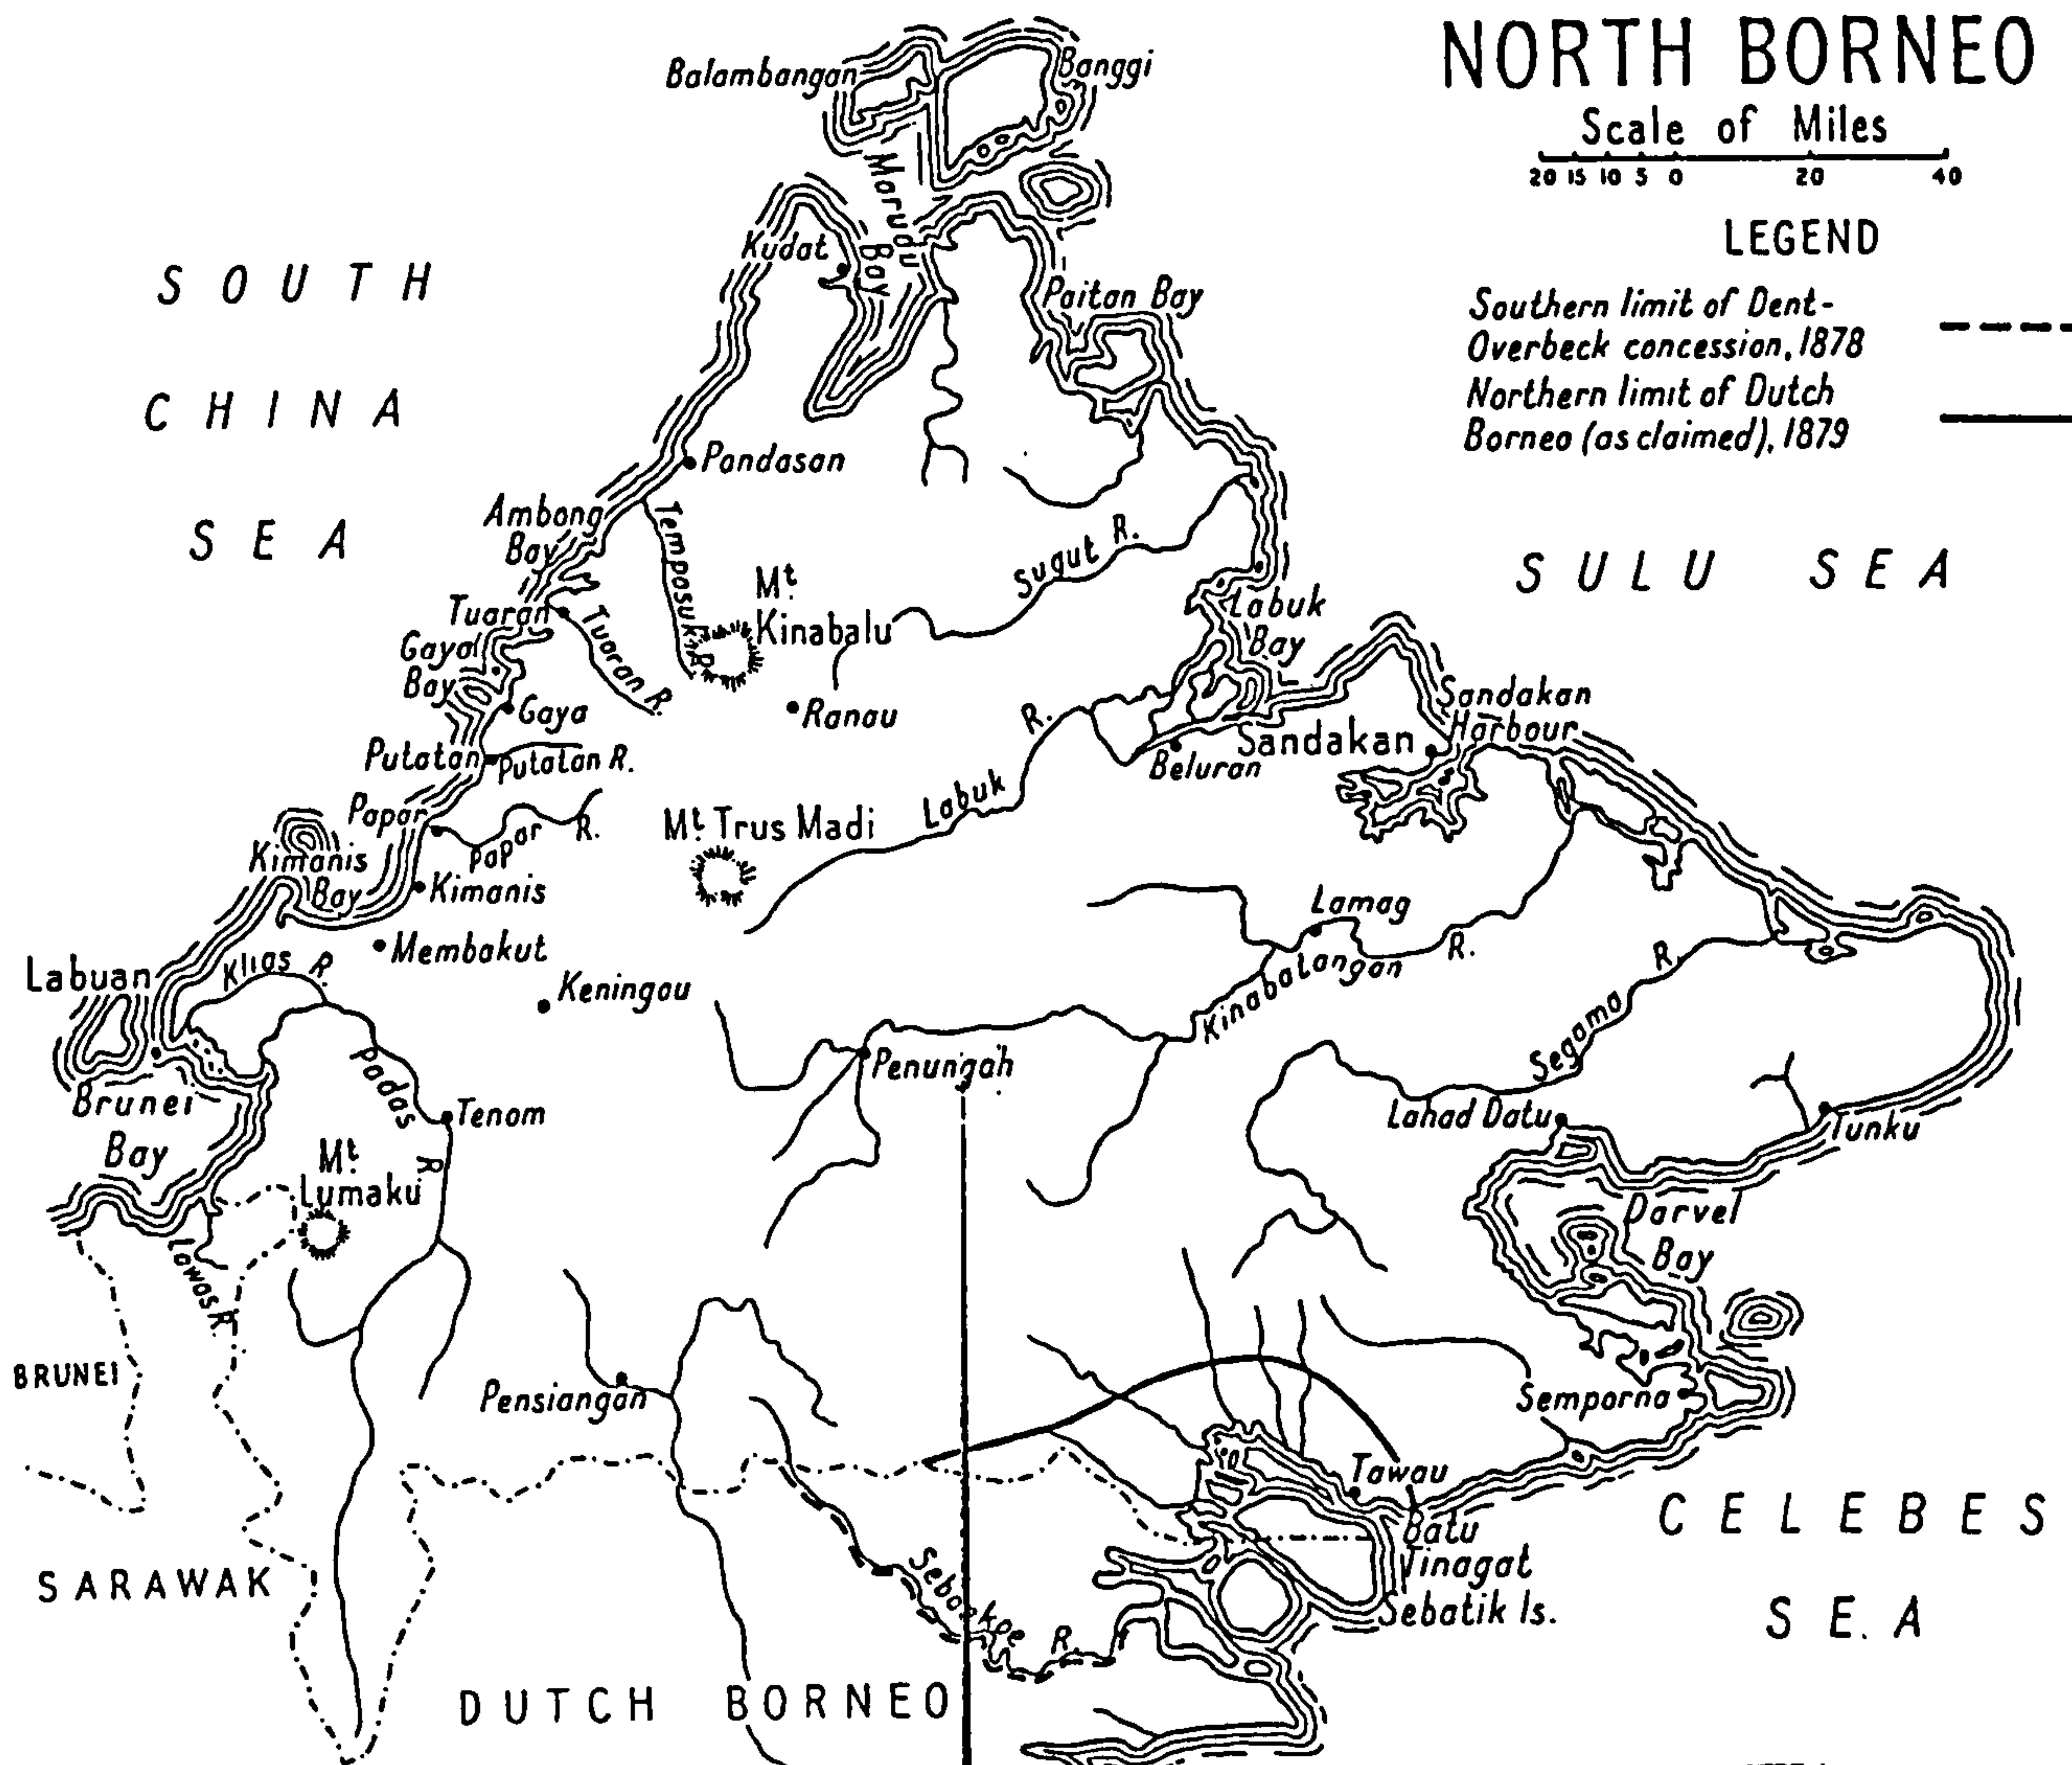 NORTH BORNEO
Scale of Miles
20 15 10 5 0 20 40
LEGEND
Southern limit of Dent-
Overbeck concession, 1878
Northern limit of Dutch
Borneo (as claimed), 1879
Balambangan
Banggi
Marudu
Bay
Kudat
Paitan Bay
SOUTH
CHINA
SEA
Pandasan
Ambong
Bay
Tempasuk R.
Sugut R.
SULU SEA
Mt.
Kinabalu
Labuk
Bay
Tuaran
Tuaran R.
Gaya
Bay
Gaya
Ranau
Sandakan
Harbour
Sandakan
Beluran
Putatan
Putatan R.
Labuk R.
Papar
Papar R.
Mt. Trus Madi
Kimanis
Bay
Kimanis
Lamag
Membakut
Klias R.
Labuan
Keningau
Kinabatangan R.
Segama R.
Penungah
Padas R.
Brunei
Bay
Tenom
Lahad Datu
Tunku
Mt.
Lumaku
Darvel
Bay
Lawas R.
BRUNEI
Pensiangan
Semporna
Tawau
Batu
Tinagat
Sebatik Is.
CELEBES
SEA
SARAWAK
Sebookoe R.
DUTCH BORNEO